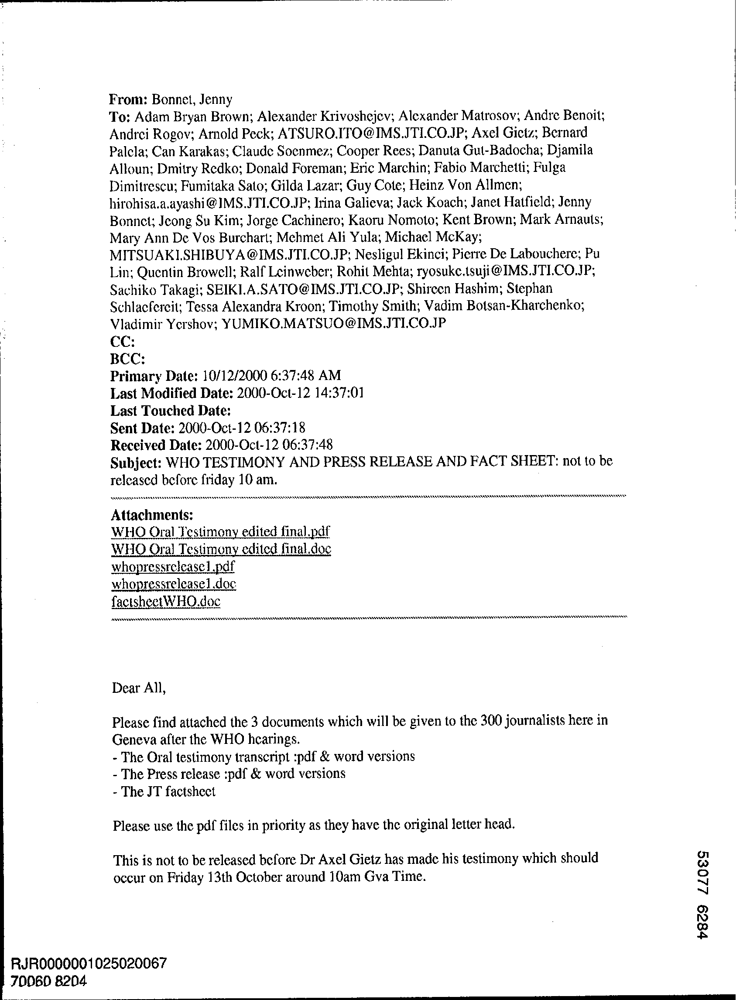 From: Bonnet, Jenny
To: Adam Bryan Brown; Alexander Krivoshejev; Alexander Matrosov; Andre Benoit;
Andrei Rogov; Arnold Peck; ATSURO.ITO@IMS.JTI.CO.JP; Axel Gietz; Bernard
Palela; Can Karakas; Claude Soenmez; Cooper Rees; Danuta Gut-Badocha; Djamila
Alloun; Dmitry Redko; Donald Foreman; Eric Marchin; Fabio Marchetti; Fulga
Dimitrescu; Fumitaka Sato; Gilda Lazar; Guy Cote; Heinz Von Allmen;
hirohisa.a.ayashi@IMS.JTI.CO.JP; Irina Galieva; Jack Koach; Janet Hatfield; Jenny
Bonnet; Jeong Su Kim; Jorge Cachinero; Kaoru Nomoto; Kent Brown; Mark Arnauts;
Mary Ann De Vos Burchart; Mehmet Ali Yula; Michael McKay;
MITSUAKI.SHIBUYA@IMS.JTI.CO.JP; Nesligul Ekinci; Pierre De Labouchere; Pu
Lin; Quentin Browell; Ralf Leinweber; Rohit Mehta; ryosuke.tsuji@IMS.JTI.CO.JP;
Sachiko Takagi; SEIKI.A.SATO@IMS.JTI.CO.JP; Shireen Hashim; Stephan
Schlaefereit; Tessa Alexandra Kroon; Timothy Smith; Vadim Botsan-Kharchenko;
Vladimir Yershov; YUMIKO.MATSUO@IMS.JTI.CO.JP
CC:
BCC:
Primary Date: 10/12/2000 6:37:48 AM
Last Modified Date: 2000-Oct-12 14:37:01
Last Touched Date:
Sent Date: 2000-Oct-12 06:37:18
Received Date: 2000-Oct-12 06:37:48
Subject: WHO TESTIMONY AND PRESS RELEASE AND FACT SHEET: not to be
released before friday 10 am.
Attachments:
WHO Oral Testimony edited final.pdf
WHO Oral Testimony edited final.doc
whopressrelease1.pdf
whopressrelease1.doc
factsheetWHO.doc
Dear All,
Please find attached the 3 documents which will be given to the 300 journalists here in
Geneva after the WHO hearings.
- The Oral testimony transcript :pdf & word versions
- The Press release :pdf & word versions
- The JT factsheet
Please use the pdf files in priority as they have the original letter head.
This is not to be released before Dr Axel Gietz has made his testimony which should
occur on Friday 13th October around 10am Gva Time.
53077 6284
RJR0000001025020067
70060 8204